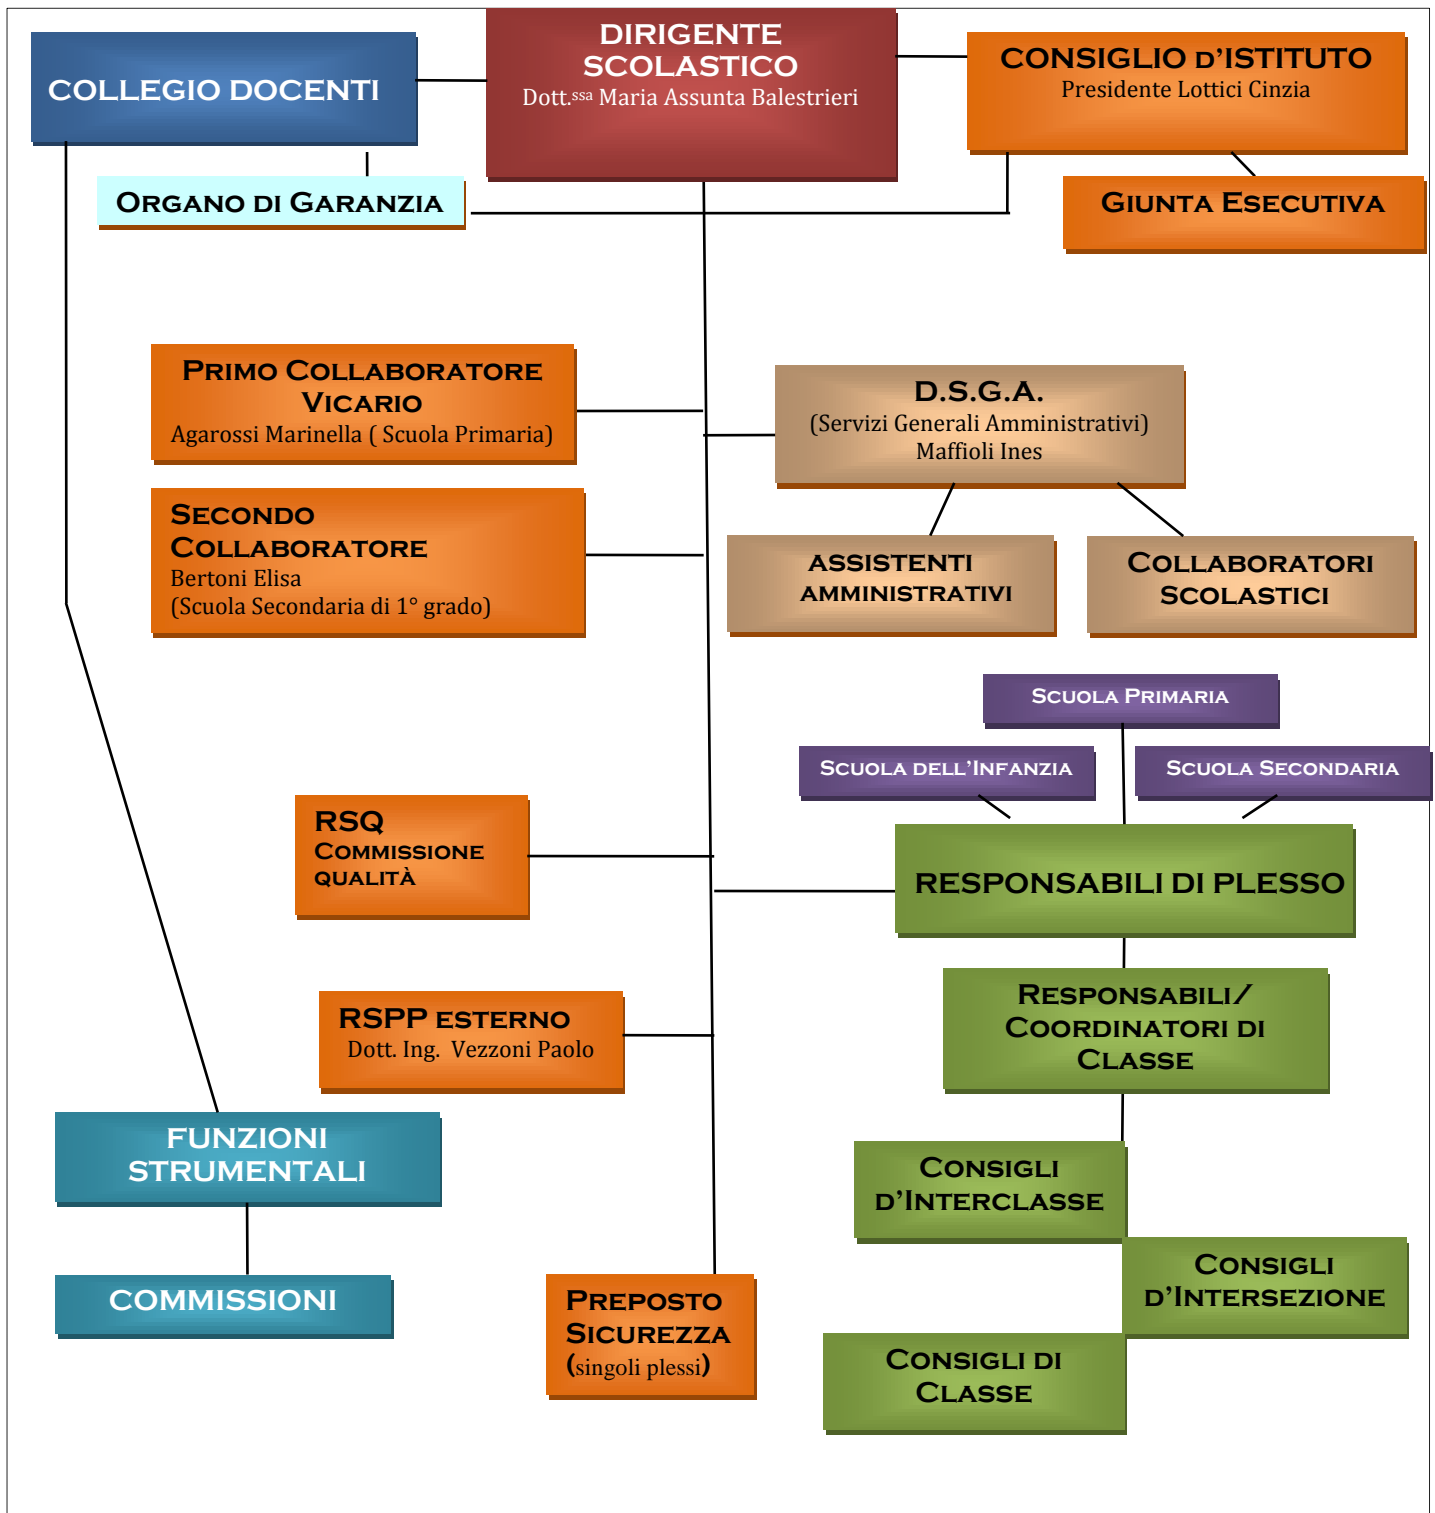 DIRIGENTE
SCOLASTICO
Dott.ssa Maria Assunta Balestrieri
COLLEGIO DOCENTI
CONSIGLIO D'ISTITUTO
Presidente Lottici Cinzia
ORGANO DI GARANZIA
GIUNTA ESECUTIVA
PRIMO COLLABORATORE
VICARIO
Agarossi Marinella ( Scuola Primaria)
D.S.G.A.
(Servizi Generali Amministrativi)
Maffioli Ines
SECONDO
COLLABORATORE
Bertoni Elisa
(Scuola Secondaria di 1° grado)
ASSISTENTI
AMMINISTRATIVI
COLLABORATORI
SCOLASTICI
SCUOLA PRIMARIA
SCUOLA DELL'INFANZIA
SCUOLA SECONDARIA
RSQ
COMMISSIONE
QUALITÀ
RESPONSABILI DI PLESSO
RSPP ESTERNO
Dott. Ing. Vezzoni Paolo
RESPONSABILI/
COORDINATORI DI
CLASSE
FUNZIONI
STRUMENTALI
CONSIGLI
D'INTERCLASSE
COMMISSIONI
CONSIGLI
D'INTERSEZIONE
PREPOSTO
SICUREZZA
(singoli plessi)
CONSIGLI DI
CLASSE